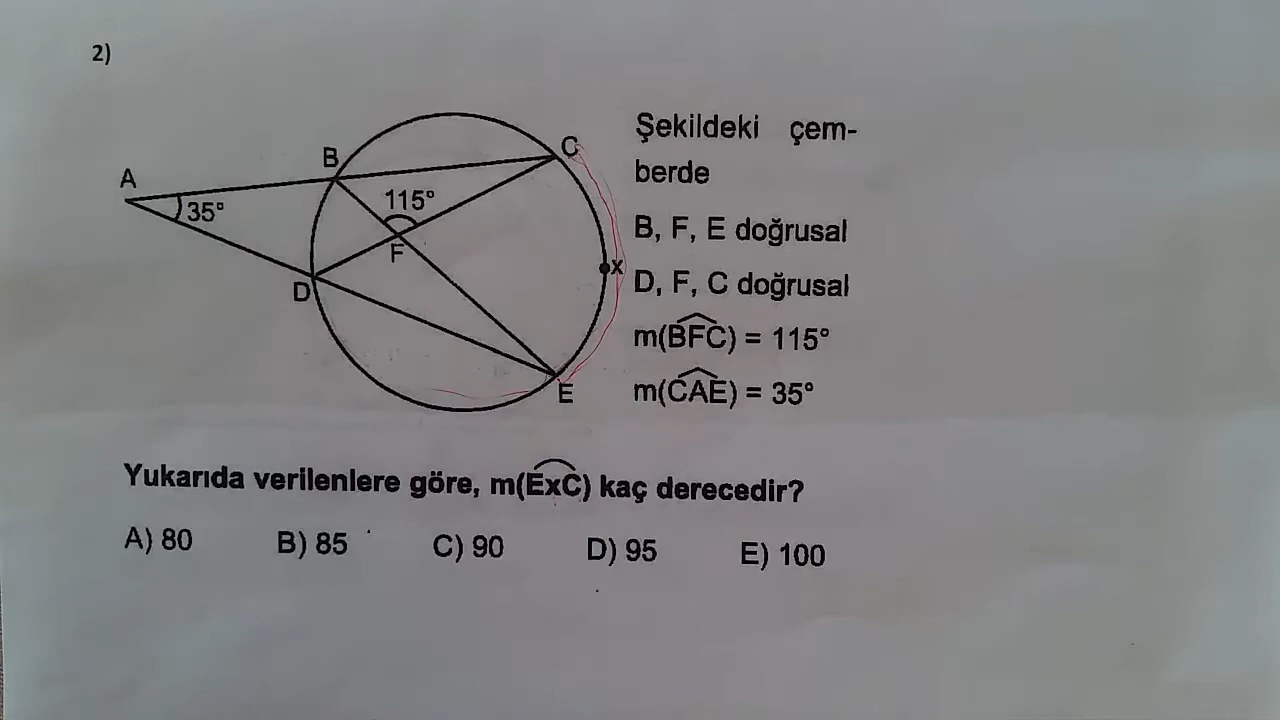 2)
Şekildeki çem-
berde
B, F, E doğrusal
D, F, C doğrusal
m(BFC) = 115°
m(CAE) = 35°
A
B
C
35°
115°
F
D
x
E
Yukarıda verilenlere göre, m(ExC) kaç derecedir?
A) 80 B) 85 C) 90 D) 95 E) 100